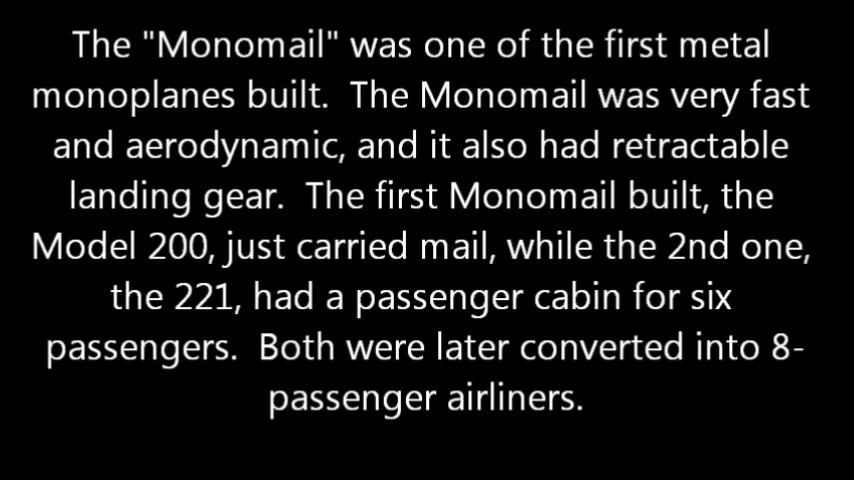 The "Monomail" was one of the first metal
monoplanes built.  The Monomail was very fast
and aerodynamic, and it also had retractable
landing gear.  The first Monomail built, the
Model 200, just carried mail, while the 2nd one,
the 221, had a passenger cabin for six
passengers.  Both were later converted into 8-
passenger airliners.